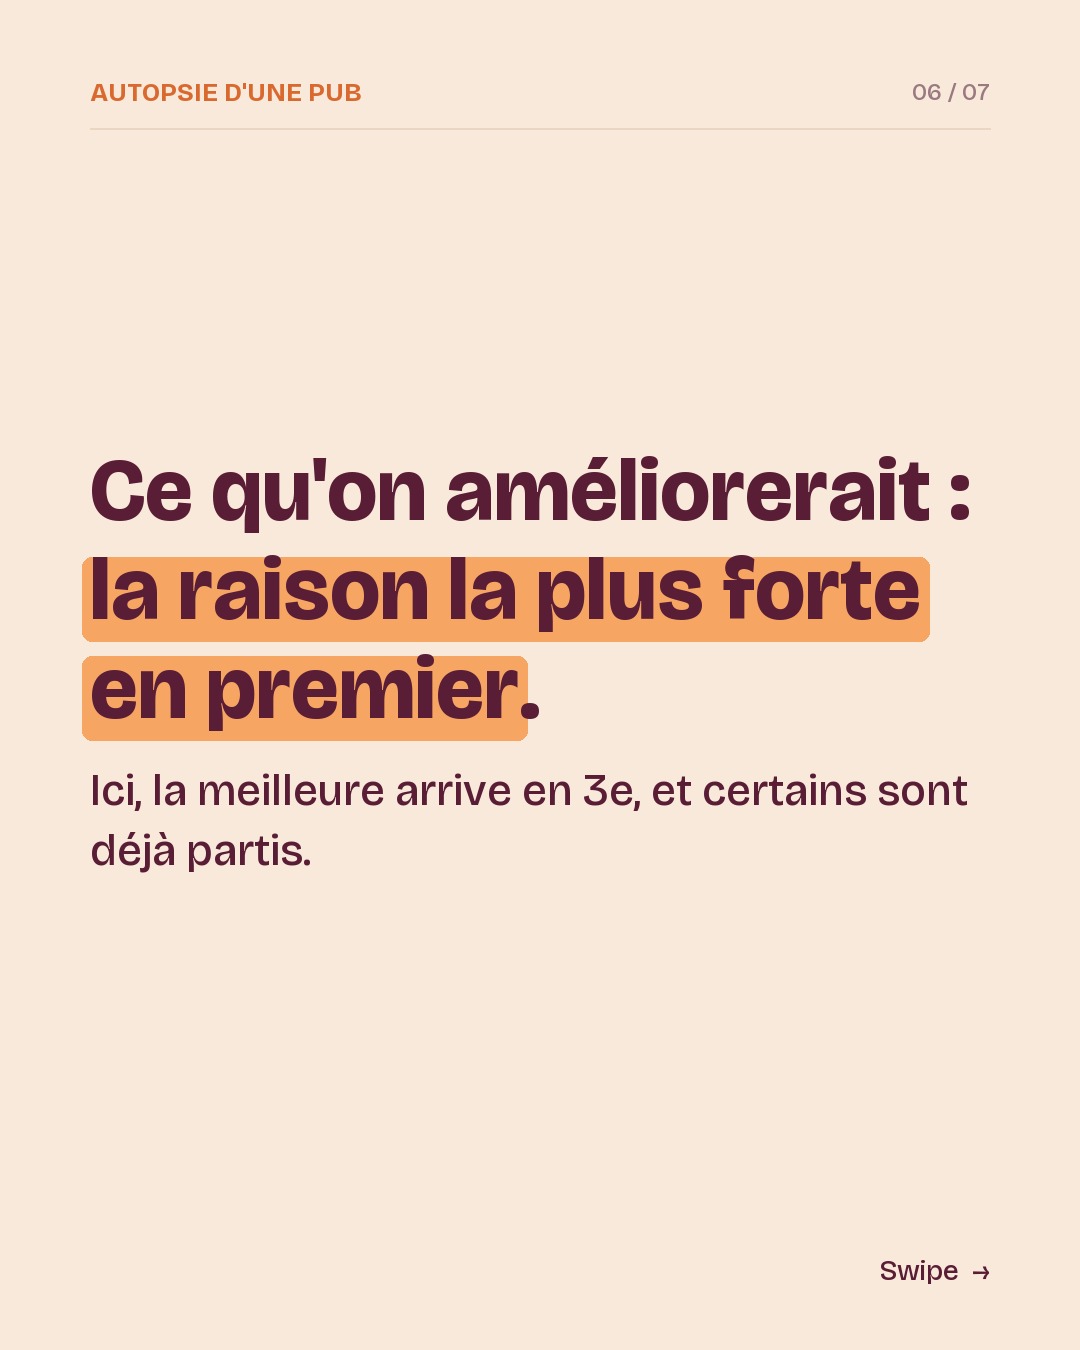 AUTOPSIE D'UNE PUB
06 / 07
Ce qu'on améliorerait :
la raison la plus forte
en premier.
Ici, la meilleure arrive en 3e, et certains sont
déjà partis.
Swipe →